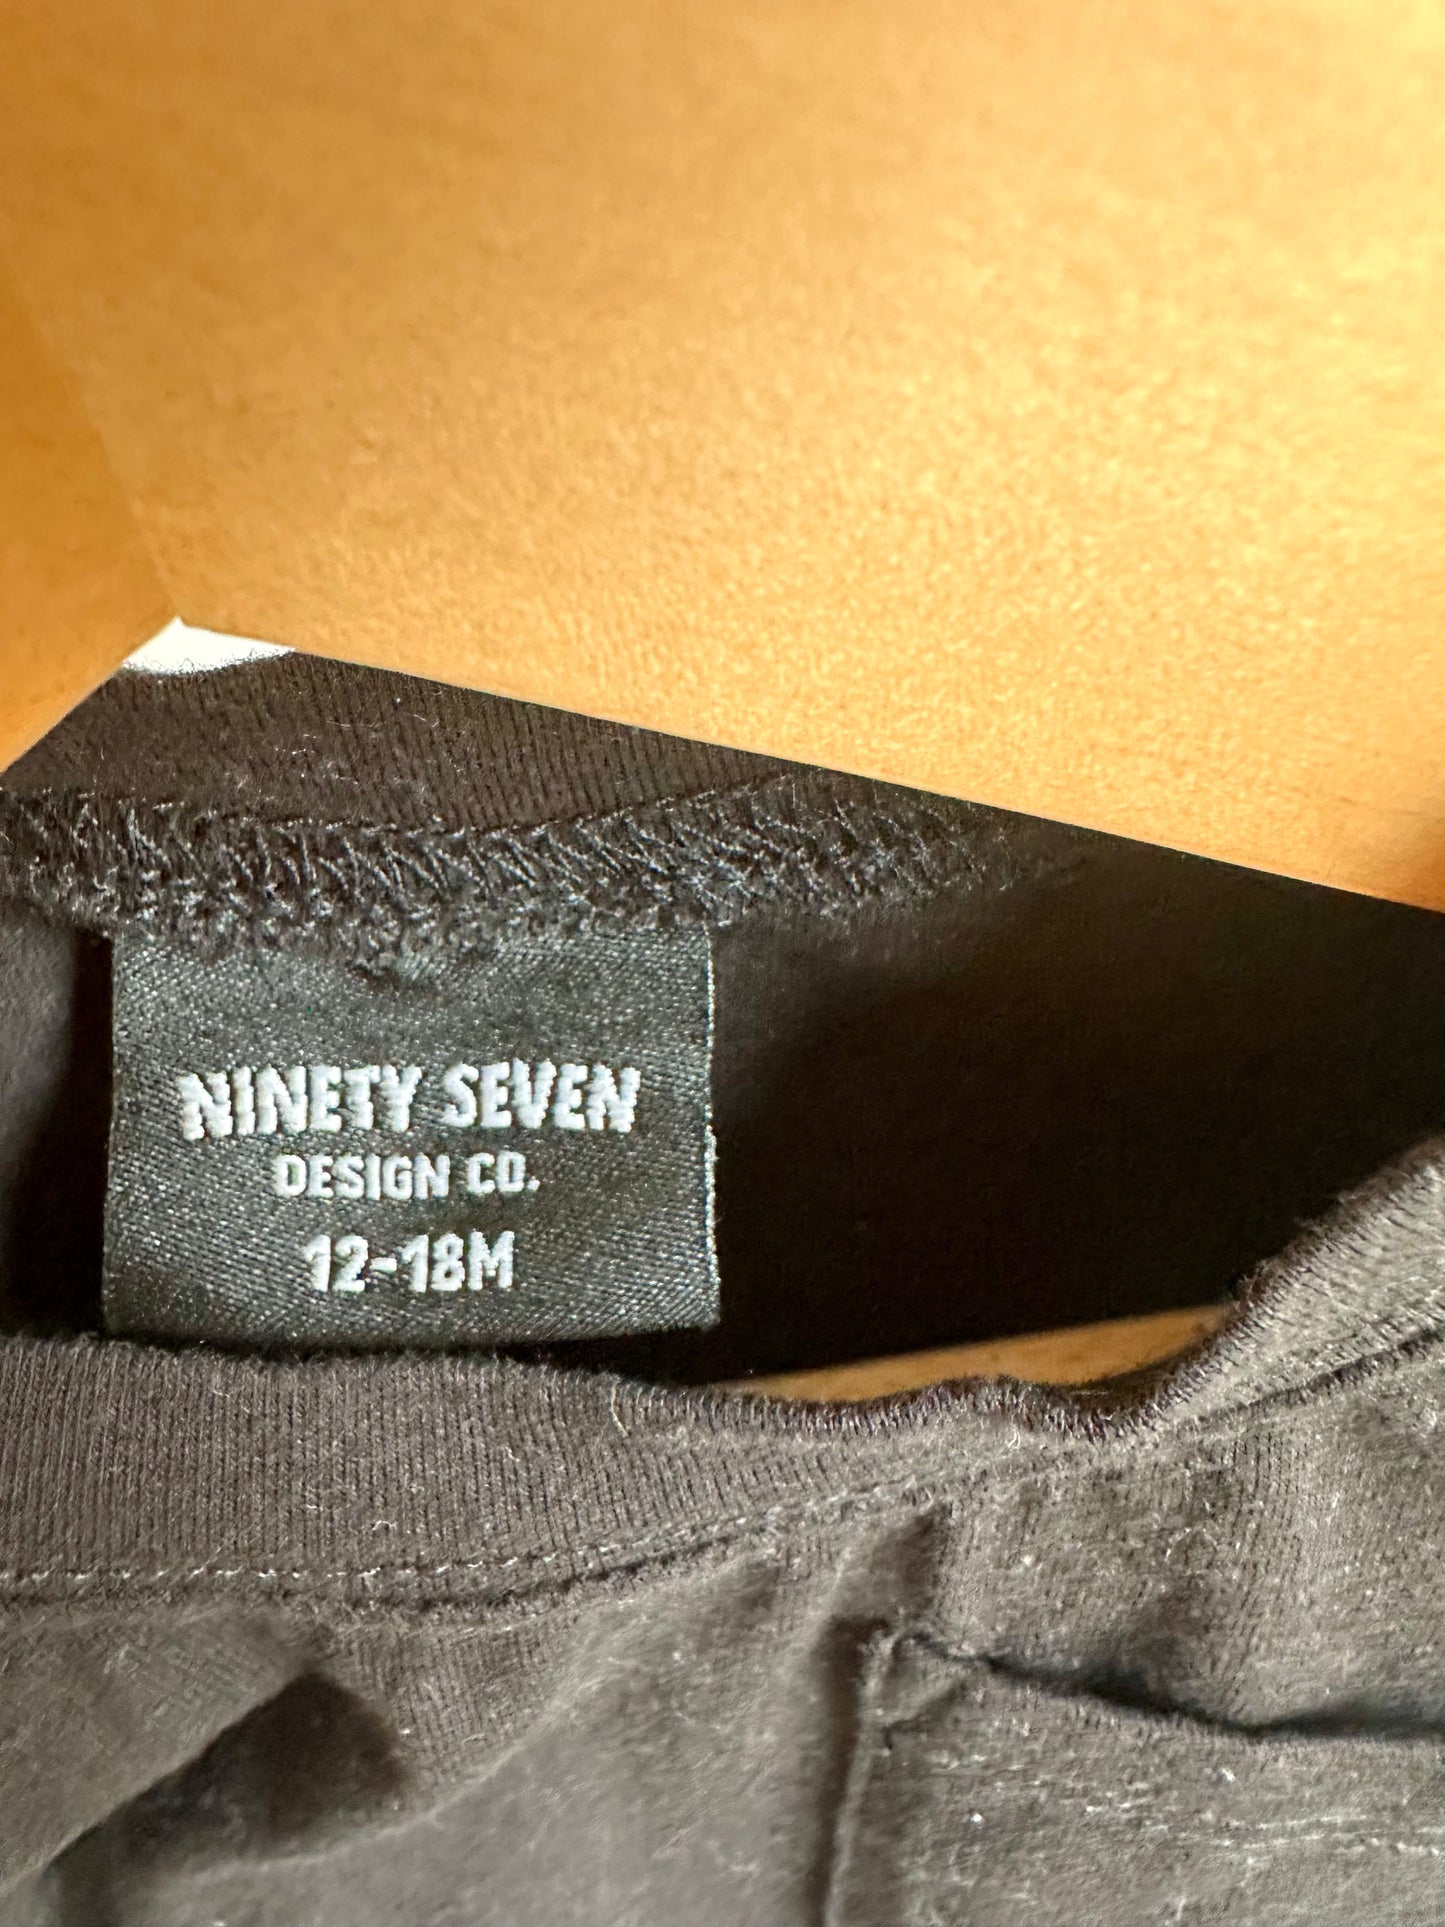 NINETY SEVEN
DESIGN CO.
12-18M